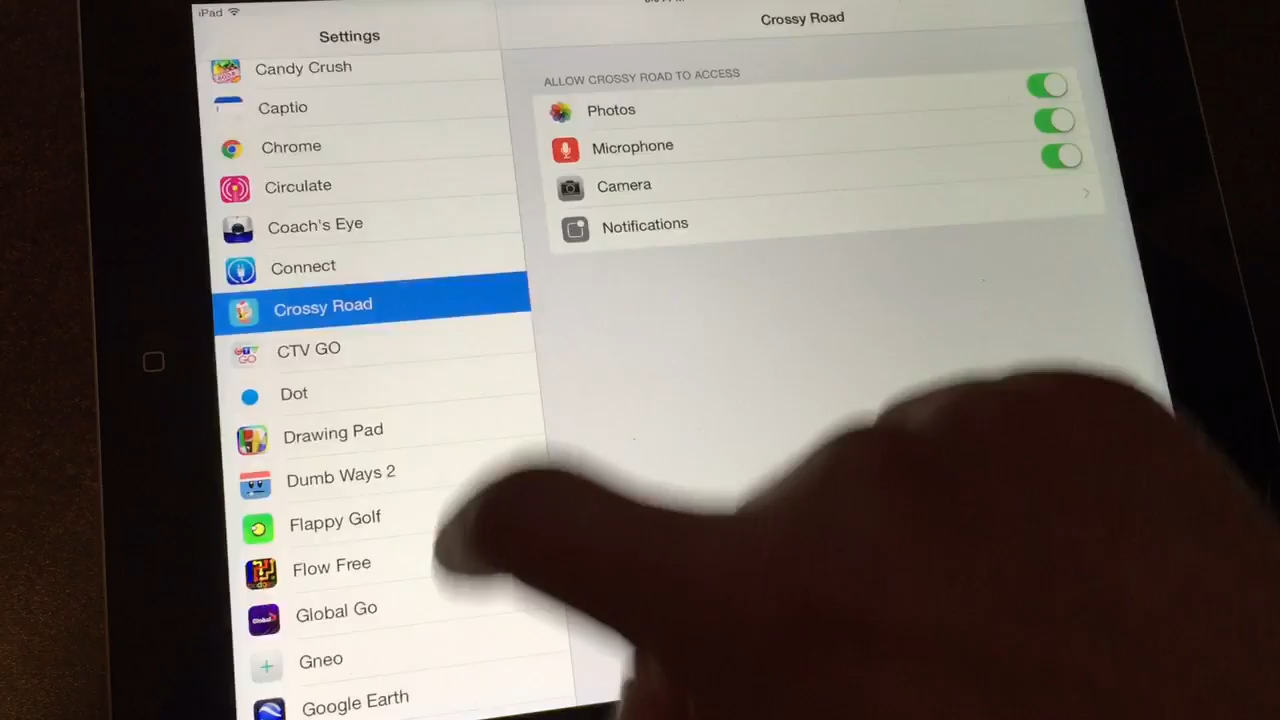 iPad
Settings
Candy Crush
Captio
Chrome
Circulate
Coach's Eye
Connect
Crossy Road
CTV GO
Dot
Drawing Pad
Dumb Ways 2
Flappy Golf
Flow Free
Global Go
Gneo
Google Earth
Crossy Road
ALLOW CROSSY ROAD TO ACCESS
Photos
Microphone
Camera
Notifications